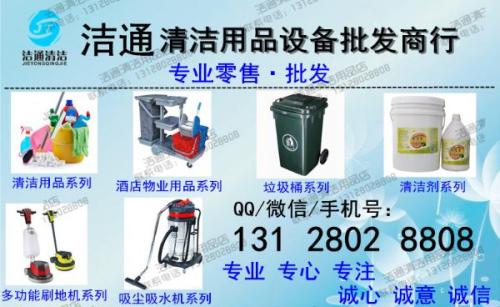 洁通清洁用品设备批发商行
洁通清洁
JIETONGQINGJIE
专业零售·批发
清洁用品系列
酒店物业用品系列
垃圾桶系列
清洁剂系列
QQ/微信/手机号:
131 2802 8808
专业 专心 专注
多功能刷地机系列
吸尘吸水机系列
诚心 诚意 诚信